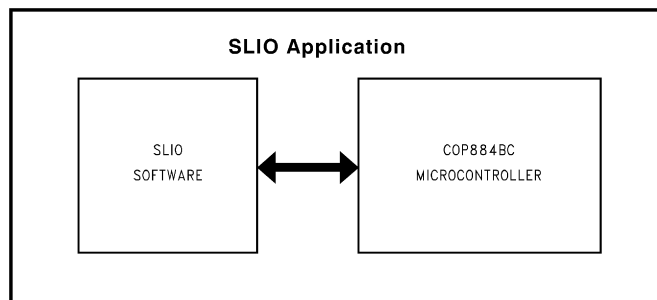 SLIO Application
SLIO
SOFTWARE
COP884BC
MICROCONTROLLER